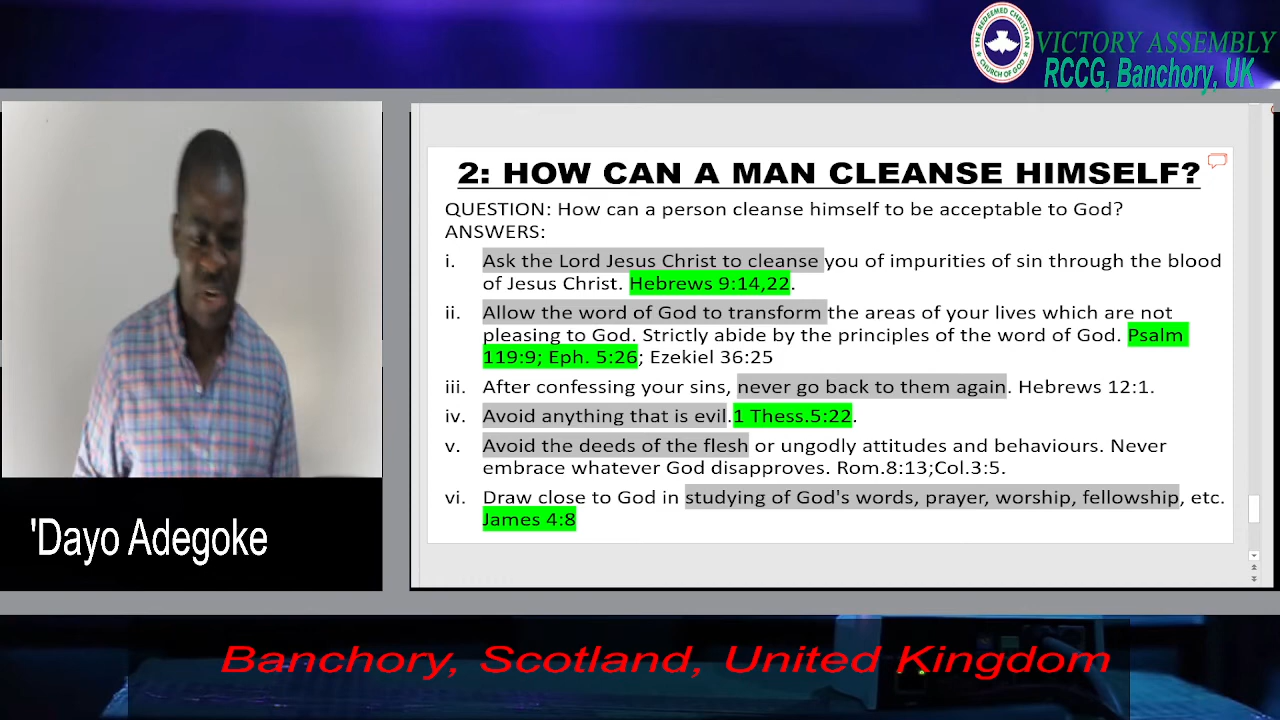 THE REDEEMED CHRISTIAN
CHURCH OF GOD
VICTORY ASSEMBLY
RCCG, Banchory, UK
2: HOW CAN A MAN CLEANSE HIMSELF?
QUESTION: How can a person cleanse himself to be acceptable to God?
ANSWERS:
i. Ask the Lord Jesus Christ to cleanse you of impurities of sin through the blood
of Jesus Christ. Hebrews 9:14,22.
ii. Allow the word of God to transform the areas of your lives which are not
pleasing to God. Strictly abide by the principles of the word of God. Psalm
119:9; Eph. 5:26; Ezekiel 36:25
iii. After confessing your sins, never go back to them again. Hebrews 12:1.
iv. Avoid anything that is evil.1 Thess.5:22.
v. Avoid the deeds of the flesh or ungodly attitudes and behaviours. Never
embrace whatever God disapproves. Rom.8:13;Col.3:5.
vi. Draw close to God in studying of God's words, prayer, worship, fellowship, etc.
James 4:8
'Dayo Adegoke
Banchory, Scotland, United Kingdom